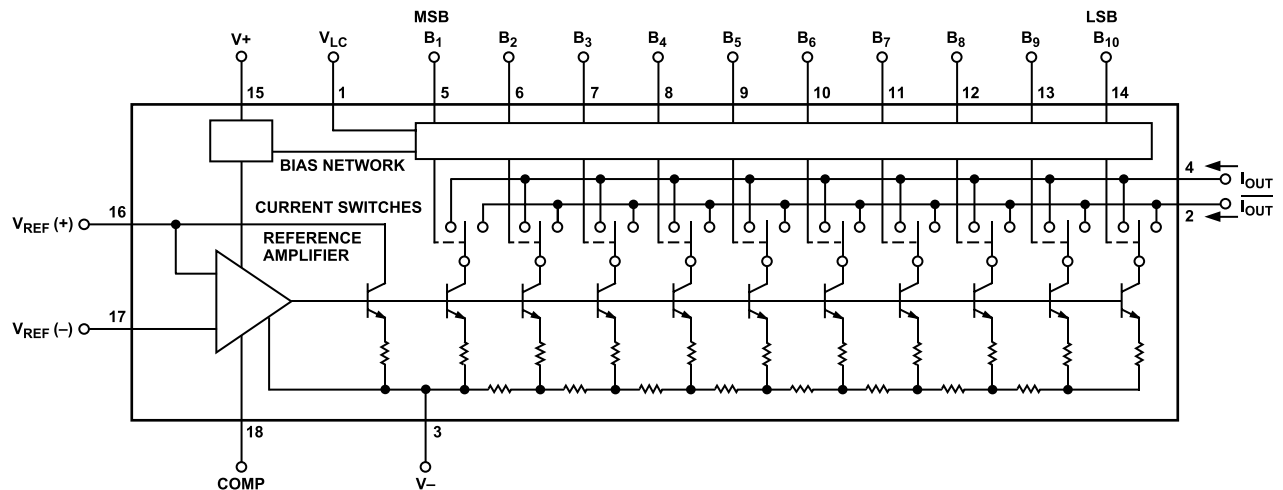 MSB
LSB
V+
VLC
B1
B2
B3
B4
B5
B6
B7
B8
B9
B10
15
1
5
6
7
8
9
10
11
12
13
14
BIAS NETWORK
4
IOUT
16
VREF (+)
CURRENT SWITCHES
2
IOUT
REFERENCE
AMPLIFIER
17
VREF (–)
18
3
COMP
V–